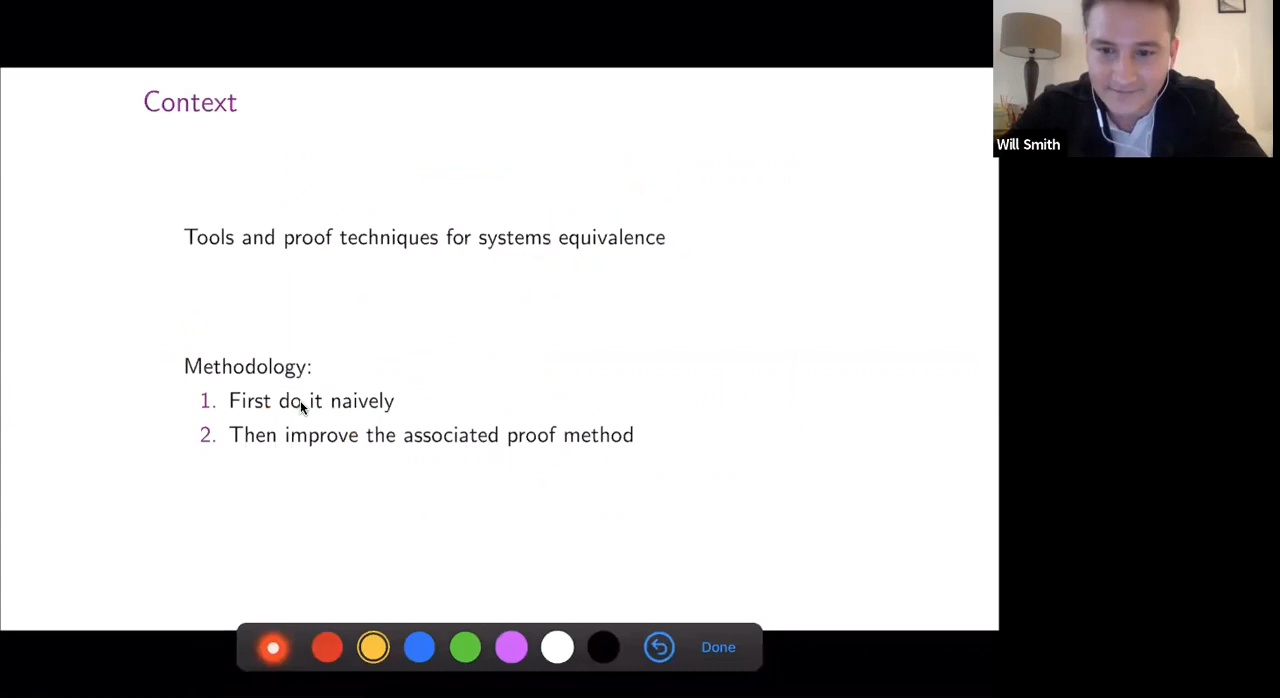 Context
Will Smith
Tools and proof techniques for systems equivalence
Methodology:
1. First do it naively
2. Then improve the associated proof method
Done